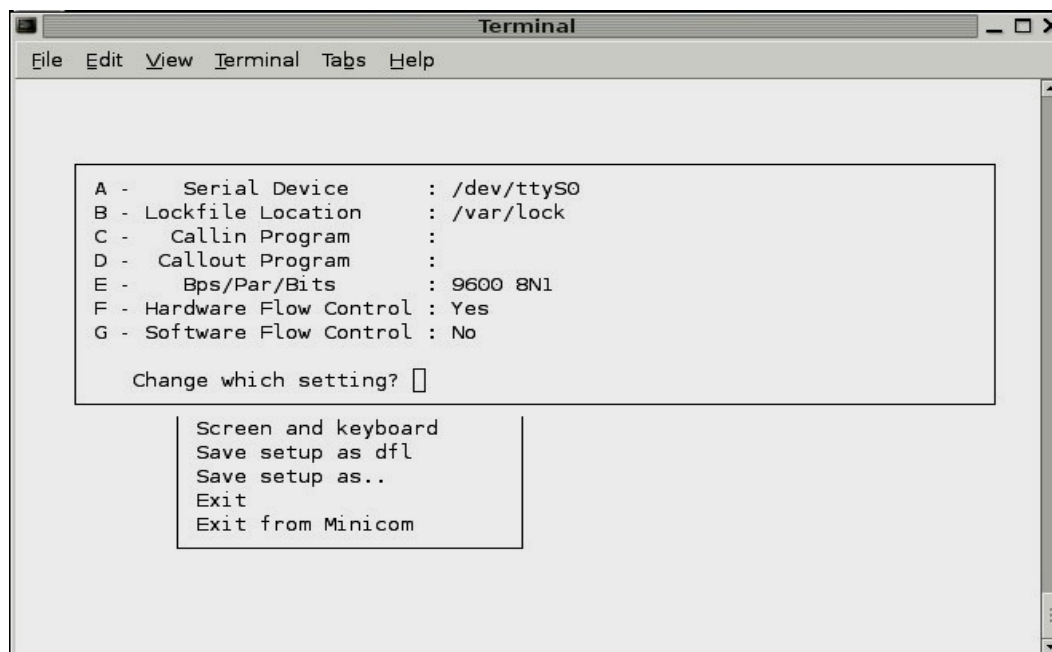 Terminal
File Edit View Terminal Tabs Help
A - Serial Device : /dev/ttyS0
B - Lockfile Location : /var/lock
C - Callin Program :
D - Callout Program :
E - Bps/Par/Bits : 9600 8N1
F - Hardware Flow Control : Yes
G - Software Flow Control : No
Change which setting?
Screen and keyboard
Save setup as dfl
Save setup as..
Exit
Exit from Minicom